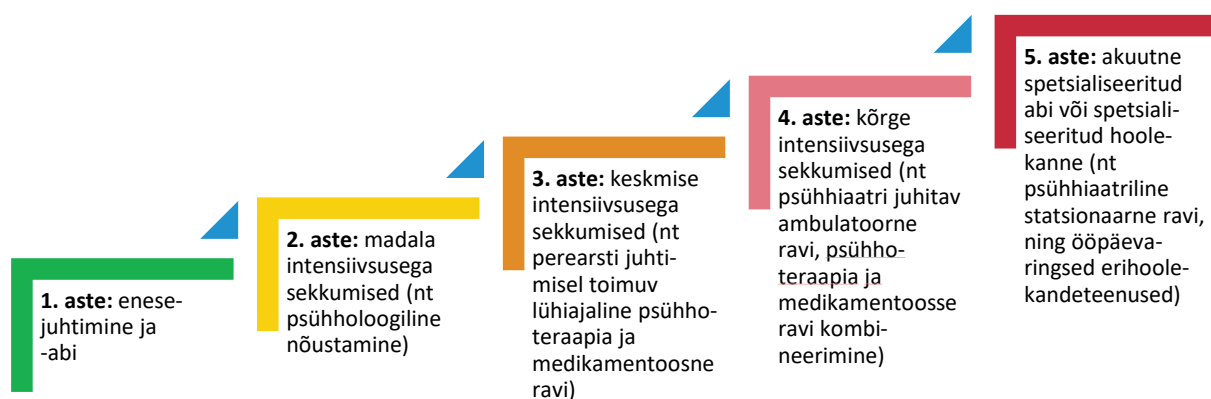 1. aste: enese-
juhtimine ja
-abi
2. aste: madala
intensiivsusega
sekkumised (nt
psühholoogiline
nõustamine)
3. aste: keskmise
intensiivsusega
sekkumised (nt
perearsti juhti-
misel toimuv
lühiajaline psühho-
teraapia ja
medikamentoosne
ravi)
4. aste: kõrge
intensiivsusega
sekkumised (nt
psühhiaatri juhitav
ambulatoorne
ravi, psühho-
teraapia ja
medikamentoosse
ravi kombi-
neerimine)
5. aste: akuutne
spetsialiseeritud
abi või spetsiali-
seeritud hoole-
kanne (nt
psühhiaatriline
statsionaarne ravi,
ning ööpäeva-
ringsed erihoole-
kandeteenused)